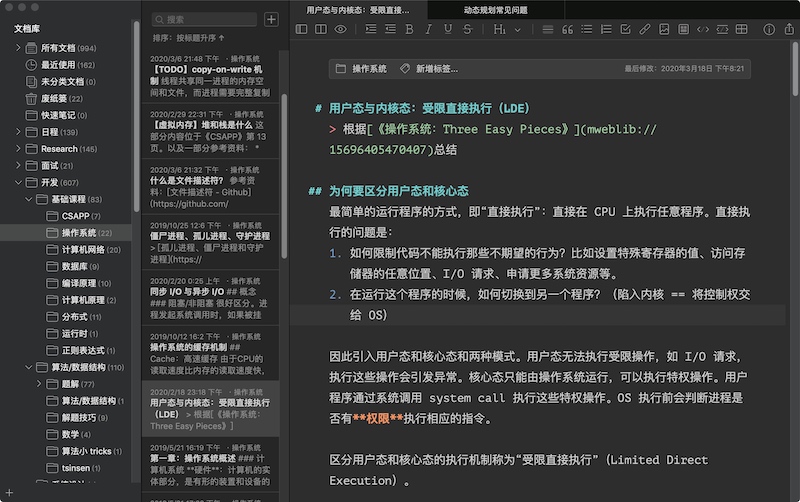 文档库
所有文档 (994)
最近使用 (162)
未分类文档 (2)
废纸篓 (22)
快速笔记 (0)
日程 (139)
Research (146)
面试 (21)
开发 (607)
基础课程 (83)
CSAPP (7)
操作系统 (22)
计算机网络 (20)
数据库 (9)
编译原理 (10)
计算机原理 (2)
分布式 (11)
运行时 (1)
正则表达式 (1)
算法/数据结构 (110)
题解 (77)
算法/数据结构 (1
解题技巧 (9)
数学 (4)
算法小 tricks (1)
tsinsen (1)
搜索
排序：按标题升序 ↑
2020/3/6 21:48 下午 · 操作系统
【TODO】copy-on-write 机
制 线程共享同一进程的内存空
间和文件，而进程需要完整复制
2020/2/29 22:31 下午 · 操作系统
【虚拟内存】堆和栈是什么 这
部分内容位于《CSAPP》第 13
页。以及一部分参考资料： *
2020/3/6 21:32 下午 · 操作系统
什么是文件描述符？ 参考资
料：[文件描述符 - Github]
(https://github.com/
2019/10/25 12:6 下午 · 操作系统
僵尸进程、孤儿进程、守护进程
> [孤儿进程、僵尸进程和守护
进程](https://
2020/2/20 0:25 上午 · 操作系统
同步 I/O 与异步 I/O ## 概念
### 阻塞/非阻塞 很好区分。进
程发起系统调用时，如果被挂
2019/10/12 16:2 下午 · 操作系统
操作系统的缓存机制 ##
Cache：高速缓存 由于CPU的
读取速度比内存的读取速度快，
2020/2/18 23:18 下午 · 操作系统
用户态与内核态：受限直接执行
（LDE） > 根据[《操作系统：
Three Easy Pieces》]
2019/5/21 16:19 下午 · 操作系统
第一章：操作系统概述 ### 计
算机系统 **硬件**：计算机的实
体部分，是有形的装置和设备的
用户态与内核态：受限直接...
动态规划常见问题
操作系统
新增标签...
最后修改：2020年3月18日 下午8:21
# 用户态与内核态：受限直接执行（LDE）
> 根据[《操作系统：Three Easy Pieces》](mweblib://
15696405470407)总结
## 为何要区分用户态和核心态
最简单的运行程序的方式，即“直接执行”：直接在 CPU 上执行任意程序。直接执
行的问题是：
1. 如何限制代码不能执行那些不期望的行为？比如设置特殊寄存器的值、访问存
储器的任意位置、I/O 请求、申请更多系统资源等。
2. 在运行这个程序的时候，如何切换到另一个程序？（陷入内核 == 将控制权交
给 OS）
因此引入用户态和核心态和两种模式。用户态无法执行受限操作，如 I/O 请求，
执行这些操作会引发异常。核心态只能由操作系统运行，可以执行特权操作。用户
程序通过系统调用 system call 执行这些特权操作。OS 执行前会判断进程是
否有**权限**执行相应的指令。
区分用户态和核心态的执行机制称为“受限直接执行”（Limited Direct
Execution）。